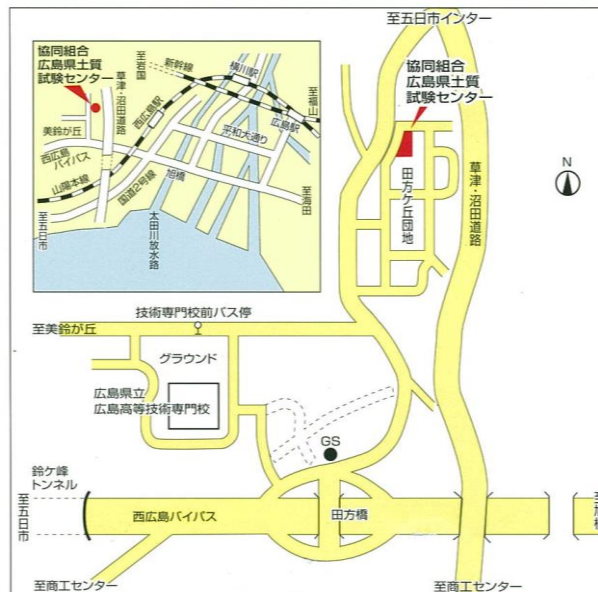 至五日市インター
協同組合
広島県土質
試験センター
草津・沼田道路
田方ケ丘団地
N
協同組合
広島県土質
試験センター
至岩国
新幹線
横川駅
至福山
広島駅
西広島駅
草津・沼田道路
美鈴が丘
西広島
バイパス
平和大通り
山陽本線
国道2号線
旭橋
至海田
至五日市
太田川放水路
技術専門校前バス停
至美鈴が丘
グラウンド
広島県立
広島高等技術専門校
GS
鈴ケ峰
トンネル
至五日市
西広島バイパス
田方橋
至商工センター
至商工センター